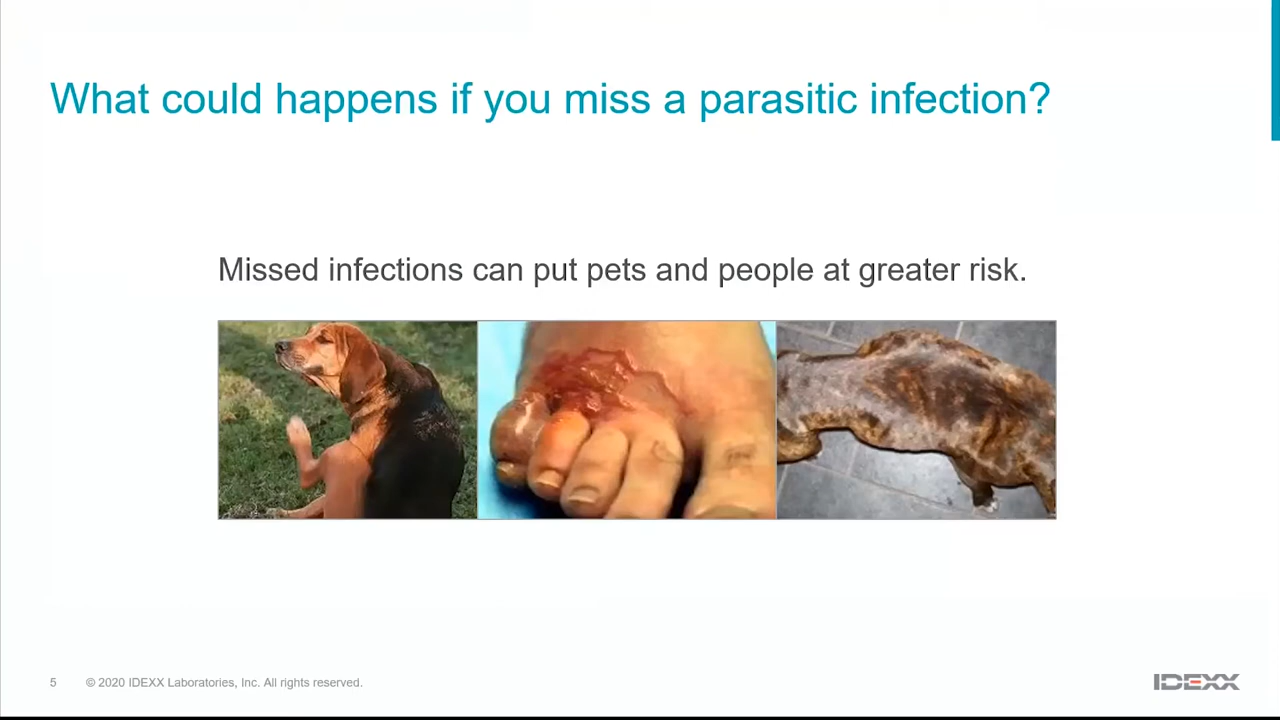 What could happens if you miss a parasitic infection?
Missed infections can put pets and people at greater risk.
5 © 2020 IDEXX Laboratories, Inc. All rights reserved.
IDEXX